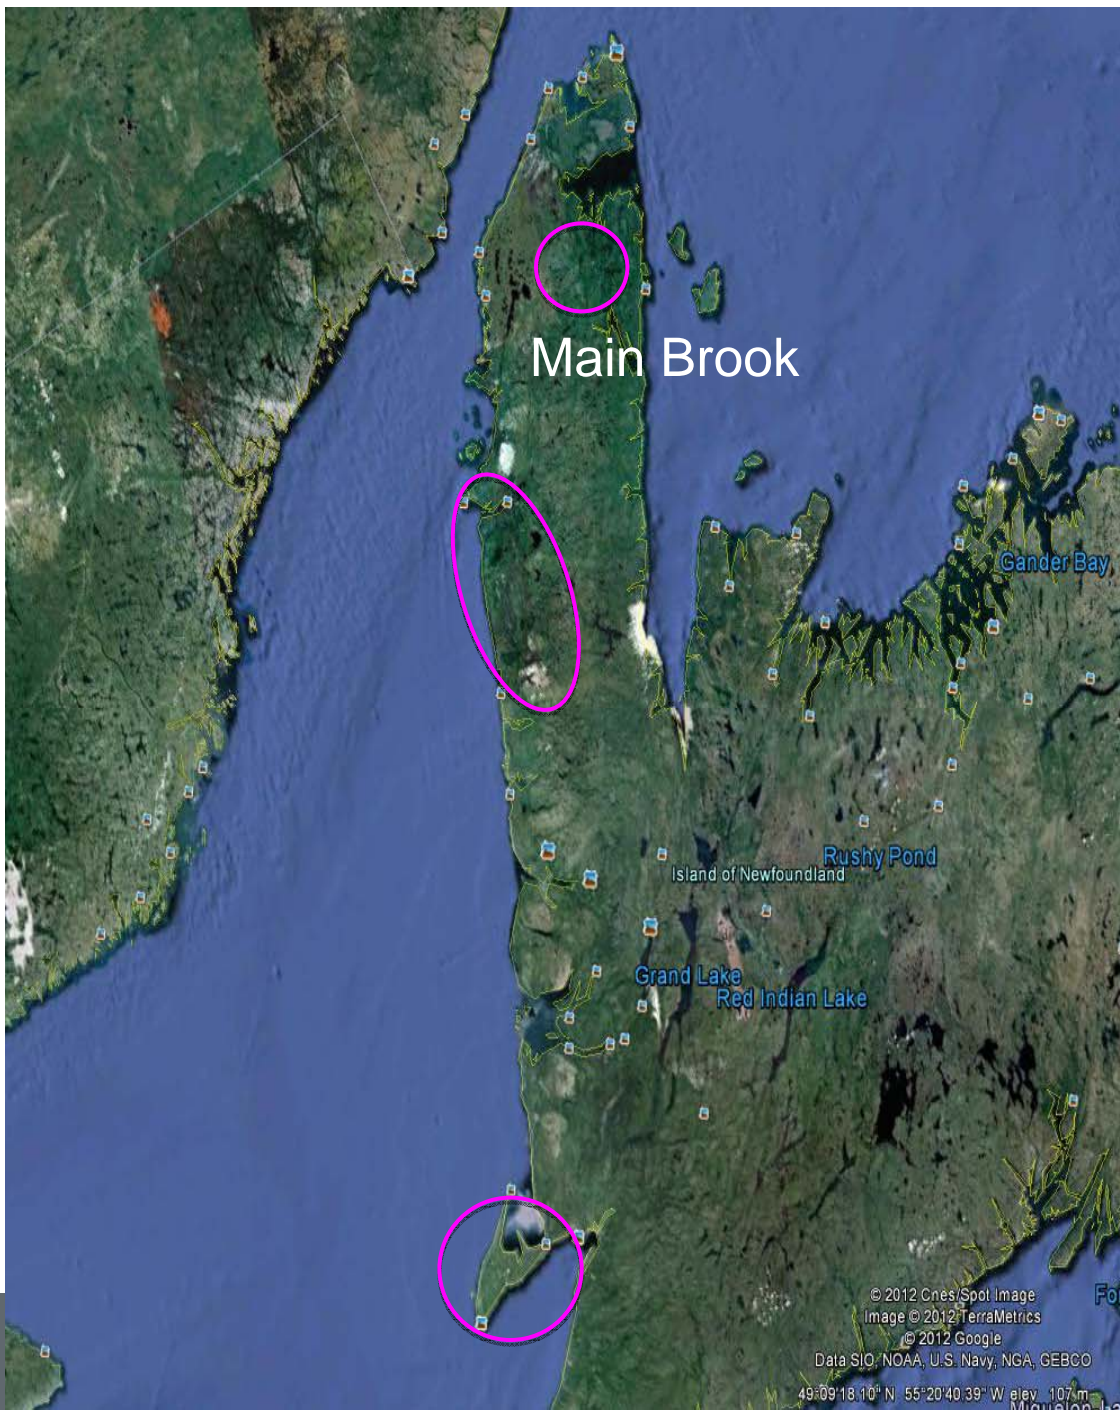 Main Brook
Gander Bay
Rushy Pond
Island of Newfoundland
Grand Lake
Red Indian Lake
© 2012 Cnes/Spot Image
Image © 2012 TerraMetrics
© 2012 Google
Data SIO, NOAA, U.S. Navy, NGA, GEBCO
49°09'18.10" N 55°20'40.39" W elev 107 m